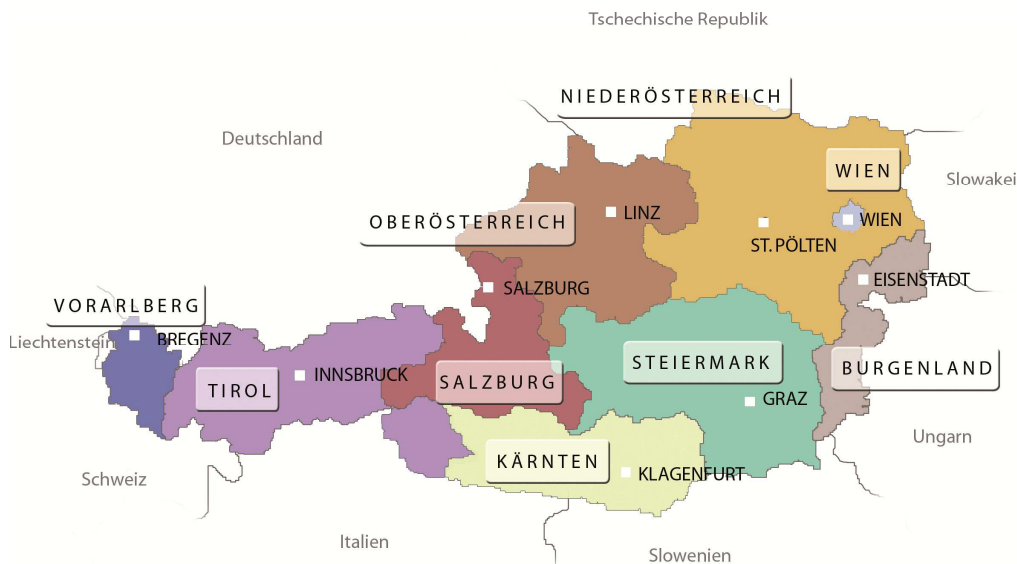 Tschechische Republik
NIEDERÖSTERREICH
Deutschland
WIEN
Slowakei
OBERÖSTERREICH
LINZ
WIEN
ST. PÖLTEN
EISENSTADT
SALZBURG
VORARLBERG
Liechtenstein
BREGENZ
STEIERMARK
BURGENLAND
INNSBRUCK
TIROL
SALZBURG
GRAZ
Ungarn
KÄRNTEN
KLAGENFURT
Schweiz
Italien
Slowenien